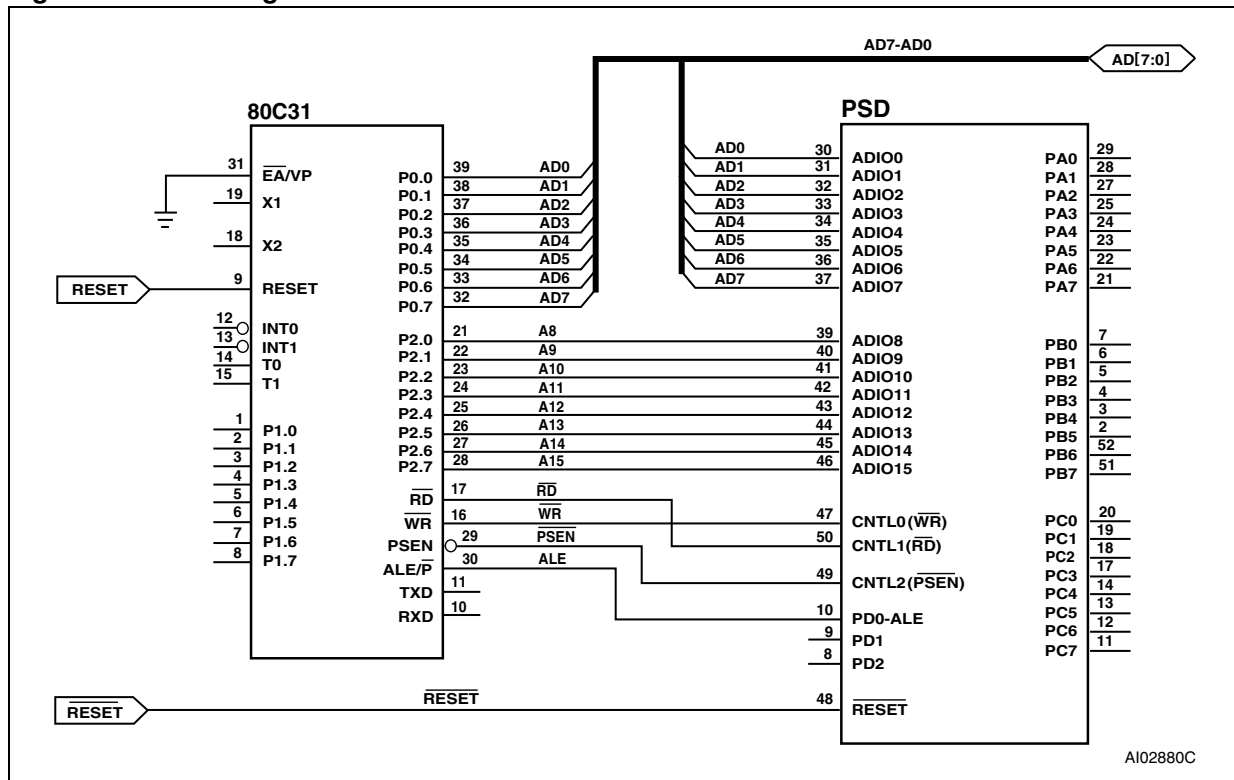 AD7-AD0
AD[7:0]
80C31
31 EA/VP
19 X1
18 X2
RESET
9 RESET
12 INT0
13 INT1
14 T0
15 T1
1 P1.0
2 P1.1
3 P1.2
4 P1.3
5 P1.4
6 P1.5
7 P1.6
8 P1.7
P0.0 39 AD0
P0.1 38 AD1
P0.2 37 AD2
P0.3 36 AD3
P0.4 35 AD4
P0.5 34 AD5
P0.6 33 AD6
P0.7 32 AD7
P2.0 21 A8
P2.1 22 A9
P2.2 23 A10
P2.3 24 A11
P2.4 25 A12
P2.5 26 A13
P2.6 27 A14
P2.7 28 A15
RD 17 RD
WR 16 WR
PSEN 29 PSEN
ALE/P 30 ALE
TXD 11
RXD 10
PSD
AD0 30 ADIO0
AD1 31 ADIO1
AD2 32 ADIO2
AD3 33 ADIO3
AD4 34 ADIO4
AD5 35 ADIO5
AD6 36 ADIO6
AD7 37 ADIO7
39 ADIO8
40 ADIO9
41 ADIO10
42 ADIO11
43 ADIO12
44 ADIO13
45 ADIO14
46 ADIO15
47 CNTL0(WR)
50 CNTL1(RD)
49 CNTL2(PSEN)
10 PD0-ALE
9 PD1
8 PD2
PA0 29
PA1 28
PA2 27
PA3 25
PA4 24
PA5 23
PA6 22
PA7 21
PB0 7
PB1 6
PB2 5
PB3 4
PB4 3
PB5 2
PB6 52
PB7 51
PC0 20
PC1 19
PC2 18
PC3 17
PC4 14
PC5 13
PC6 12
PC7 11
RESET
RESET
48 RESET
AI02880C